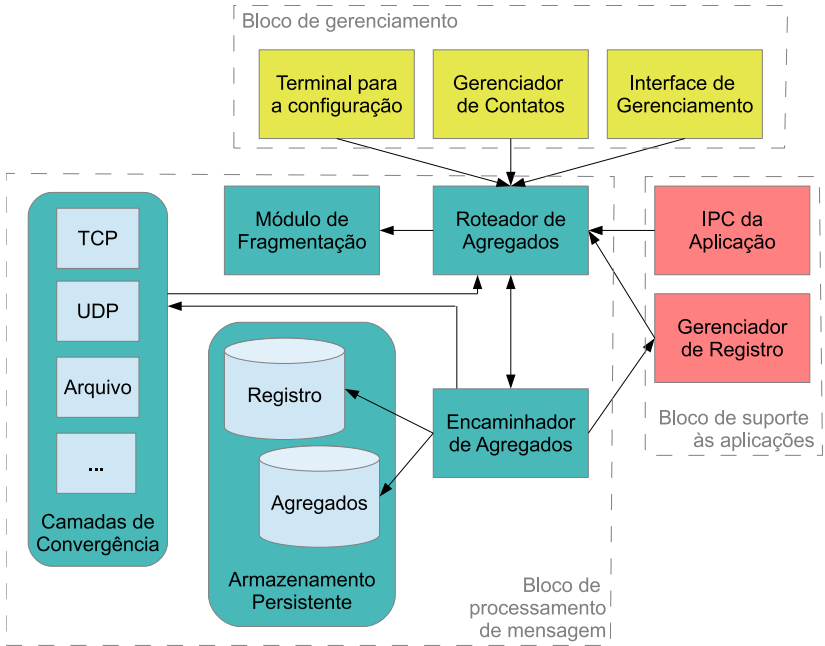 Bloco de gerenciamento
Terminal para
a configuração
Gerenciador
de Contatos
Interface de
Gerenciamento
TCP
UDP
Arquivo
...
Camadas de
Convergência
Módulo de
Fragmentação
Roteador de
Agregados
IPC da
Aplicação
Gerenciador
de Registro
Bloco de suporte
às aplicações
Registro
Agregados
Armazenamento
Persistente
Encaminhador
de Agregados
Bloco de
processamento
de mensagem